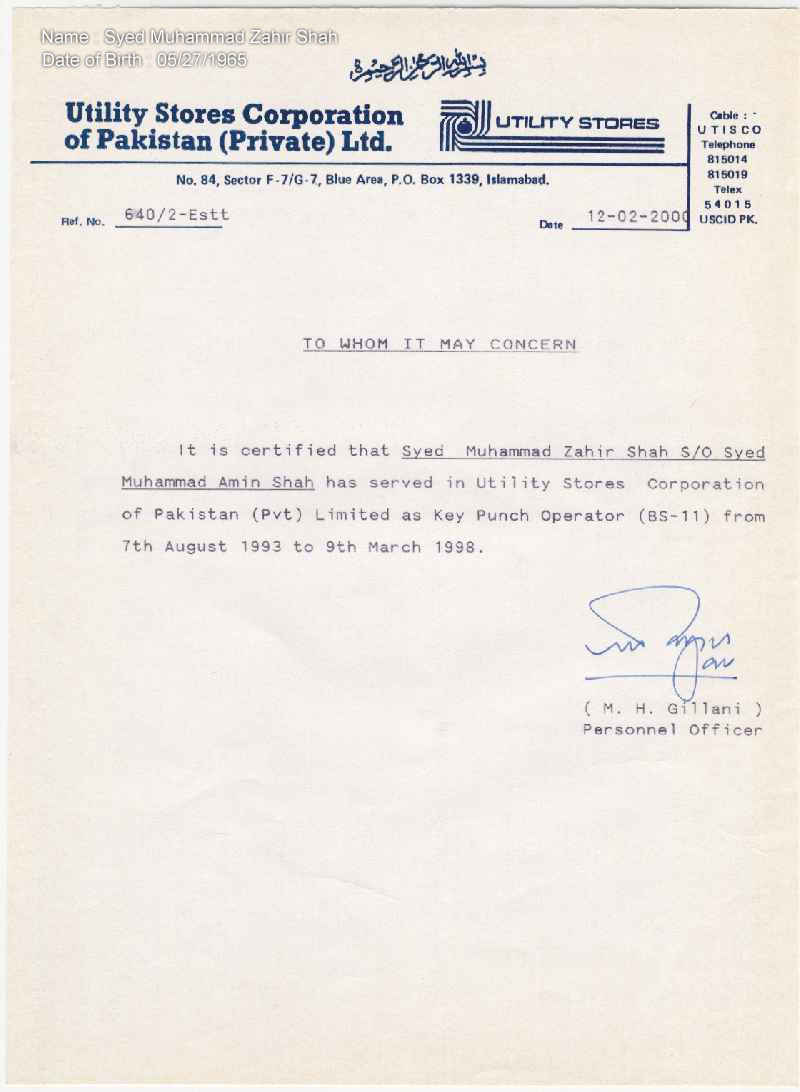 Name : Syed Muhammad Zahir Shah
Date of Birth : 05/27/1965
بسم الله الرحمن الرحيم
Utility Stores Corporation
of Pakistan (Private) Ltd.
UTILITY STORES
Cable :
UTISCO
Telephone
815014
815019
Telex
54015
USCID PK.
No. 84, Sector F-7/G-7, Blue Area, P.O. Box 1339, Islamabad.
Ref. No. 640/2-Estt
Date 12-02-2000
TO WHOM IT MAY CONCERN
It is certified that Syed Muhammad Zahir Shah S/O Syed
Muhammad Amin Shah has served in Utility Stores Corporation
of Pakistan (Pvt) Limited as Key Punch Operator (BS-11) from
7th August 1993 to 9th March 1998.
( M. H. Gillani )
Personnel Officer